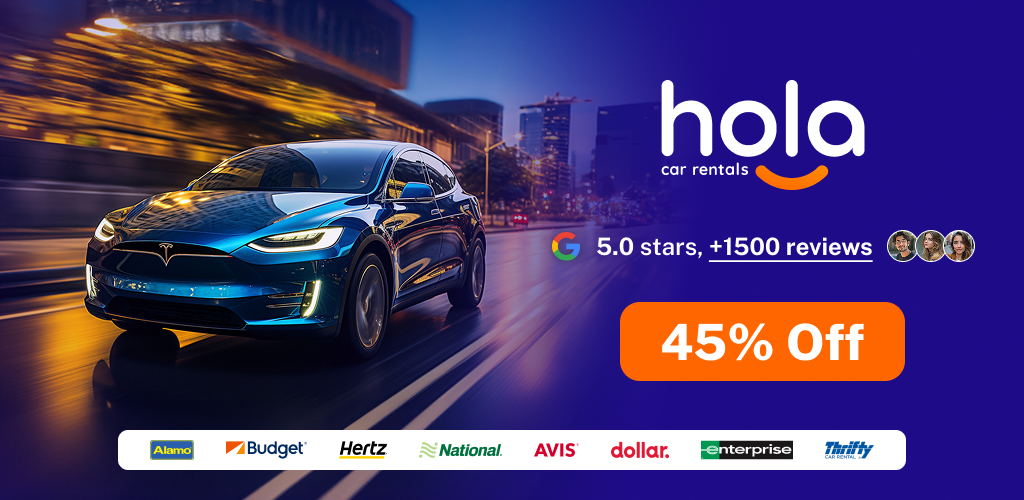 hola
car rentals
5.0 stars, +1500 reviews
45% Off
Alamo Budget Hertz National. AVIS dollar. enterprise Thrifty
CAR RENTAL